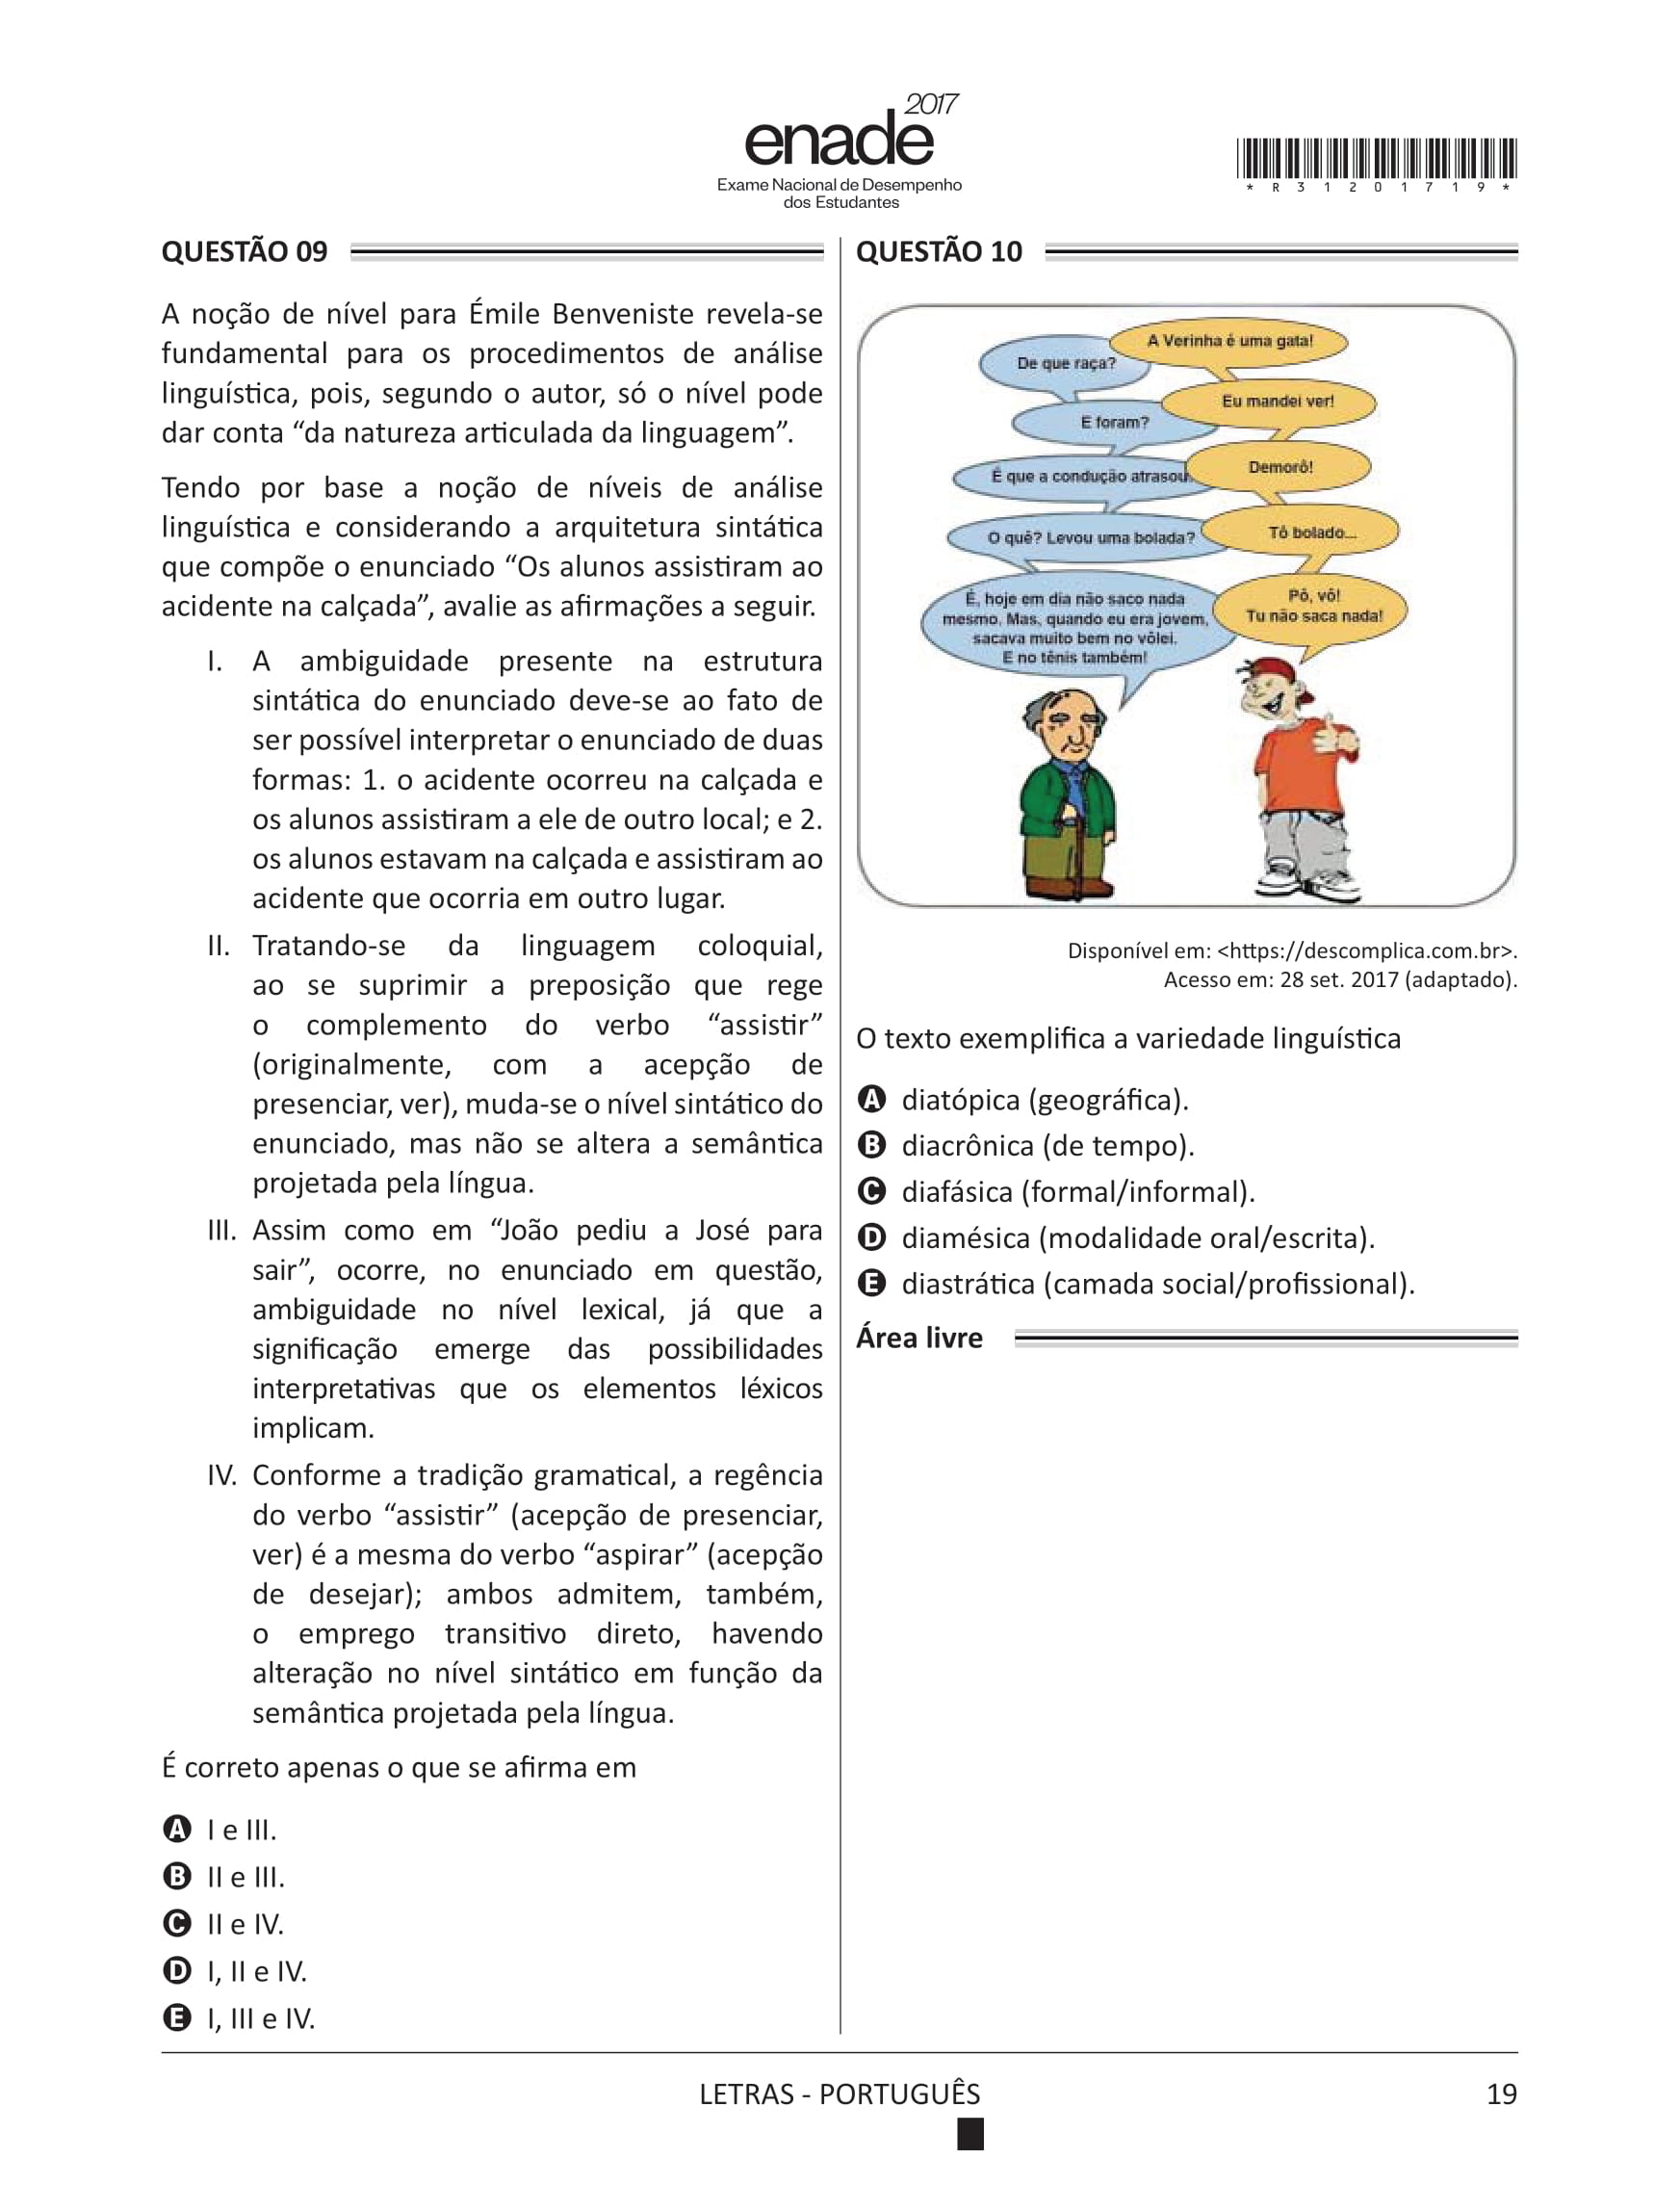 enade 2017
Exame Nacional de Desempenho
dos Estudantes
* R 3 1 2 0 1 7 1 9 *
QUESTÃO 09
A noção de nível para Émile Benveniste revela-se
fundamental para os procedimentos de análise
linguística, pois, segundo o autor, só o nível pode
dar conta “da natureza articulada da linguagem”.
Tendo por base a noção de níveis de análise
linguística e considerando a arquitetura sintática
que compõe o enunciado “Os alunos assistiram ao
acidente na calçada”, avalie as afirmações a seguir.
I. A ambiguidade presente na estrutura
sintática do enunciado deve-se ao fato de
ser possível interpretar o enunciado de duas
formas: 1. o acidente ocorreu na calçada e
os alunos assistiram a ele de outro local; e 2.
os alunos estavam na calçada e assistiram ao
acidente que ocorria em outro lugar.
II. Tratando-se da linguagem coloquial,
ao se suprimir a preposição que rege
o complemento do verbo “assistir”
(originalmente, com a acepção de
presenciar, ver), muda-se o nível sintático do
enunciado, mas não se altera a semântica
projetada pela língua.
III. Assim como em “João pediu a José para
sair”, ocorre, no enunciado em questão,
ambiguidade no nível lexical, já que a
significação emerge das possibilidades
interpretativas que os elementos léxicos
implicam.
IV. Conforme a tradição gramatical, a regência
do verbo “assistir” (acepção de presenciar,
ver) é a mesma do verbo “aspirar” (acepção
de desejar); ambos admitem, também,
o emprego transitivo direto, havendo
alteração no nível sintático em função da
semântica projetada pela língua.
É correto apenas o que se afirma em
A I e III.
B II e III.
C II e IV.
D I, II e IV.
E I, III e IV.
QUESTÃO 10
A Verinha é uma gata!
De que raça?
Eu mandei ver!
E foram?
Demorô!
É que a condução atrasou.
Tô bolado...
O quê? Levou uma bolada?
Pô, vô!
Tu não saca nada!
É, hoje em dia não saco nada
mesmo. Mas, quando eu era jovem,
sacava muito bem no vôlei.
E no tênis também!
Disponível em: <https://descomplica.com.br>.
Acesso em: 28 set. 2017 (adaptado).
O texto exemplifica a variedade linguística
A diatópica (geográfica).
B diacrônica (de tempo).
C diafásica (formal/informal).
D diamésica (modalidade oral/escrita).
E diastrática (camada social/profissional).
Área livre
LETRAS - PORTUGUÊS
19